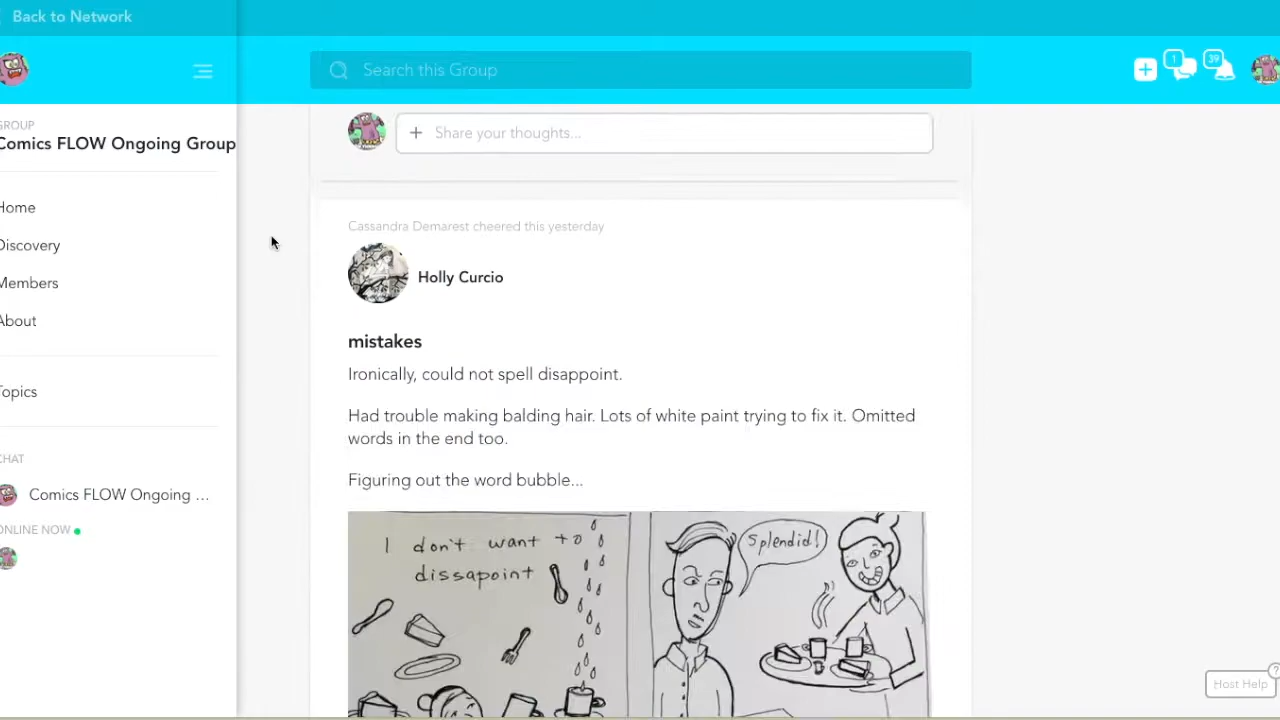 Back to Network
Search this Group
1
39
GROUP
Comics FLOW Ongoing Group
Share your thoughts...
Home
Discovery
Members
About
Topics
CHAT
Comics FLOW Ongoing ...
ONLINE NOW
Cassandra Demarest cheered this yesterday
Holly Curcio
mistakes
Ironically, could not spell disappoint.
Had trouble making balding hair. Lots of white paint trying to fix it. Omitted
words in the end too.
Figuring out the word bubble...
I don't want to
dissapoint
Splendid!
Host Help
?